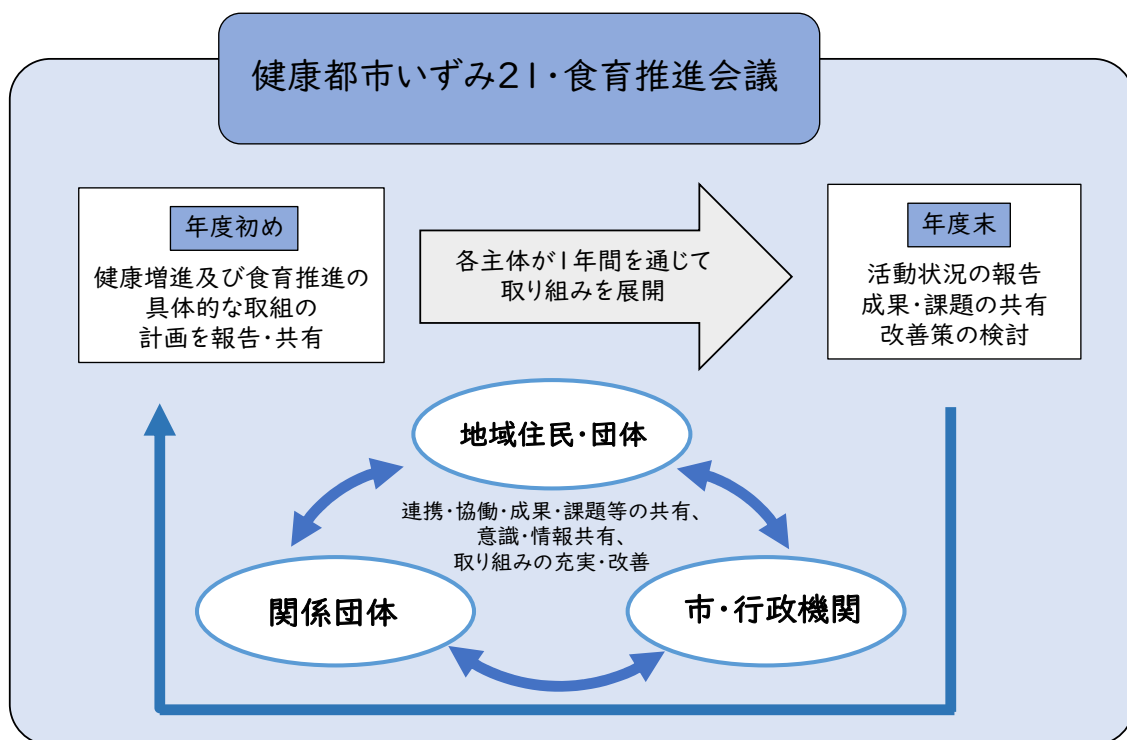 健康都市いずみ21・食育推進会議
年度初め
健康増進及び食育推進の
具体的な取組の
計画を報告・共有
各主体が1年間を通じて
取り組みを展開
年度末
活動状況の報告
成果・課題の共有
改善策の検討
地域住民・団体
連携・協働・成果・課題等の共有、
意識・情報共有、
取り組みの充実・改善
関係団体
市・行政機関